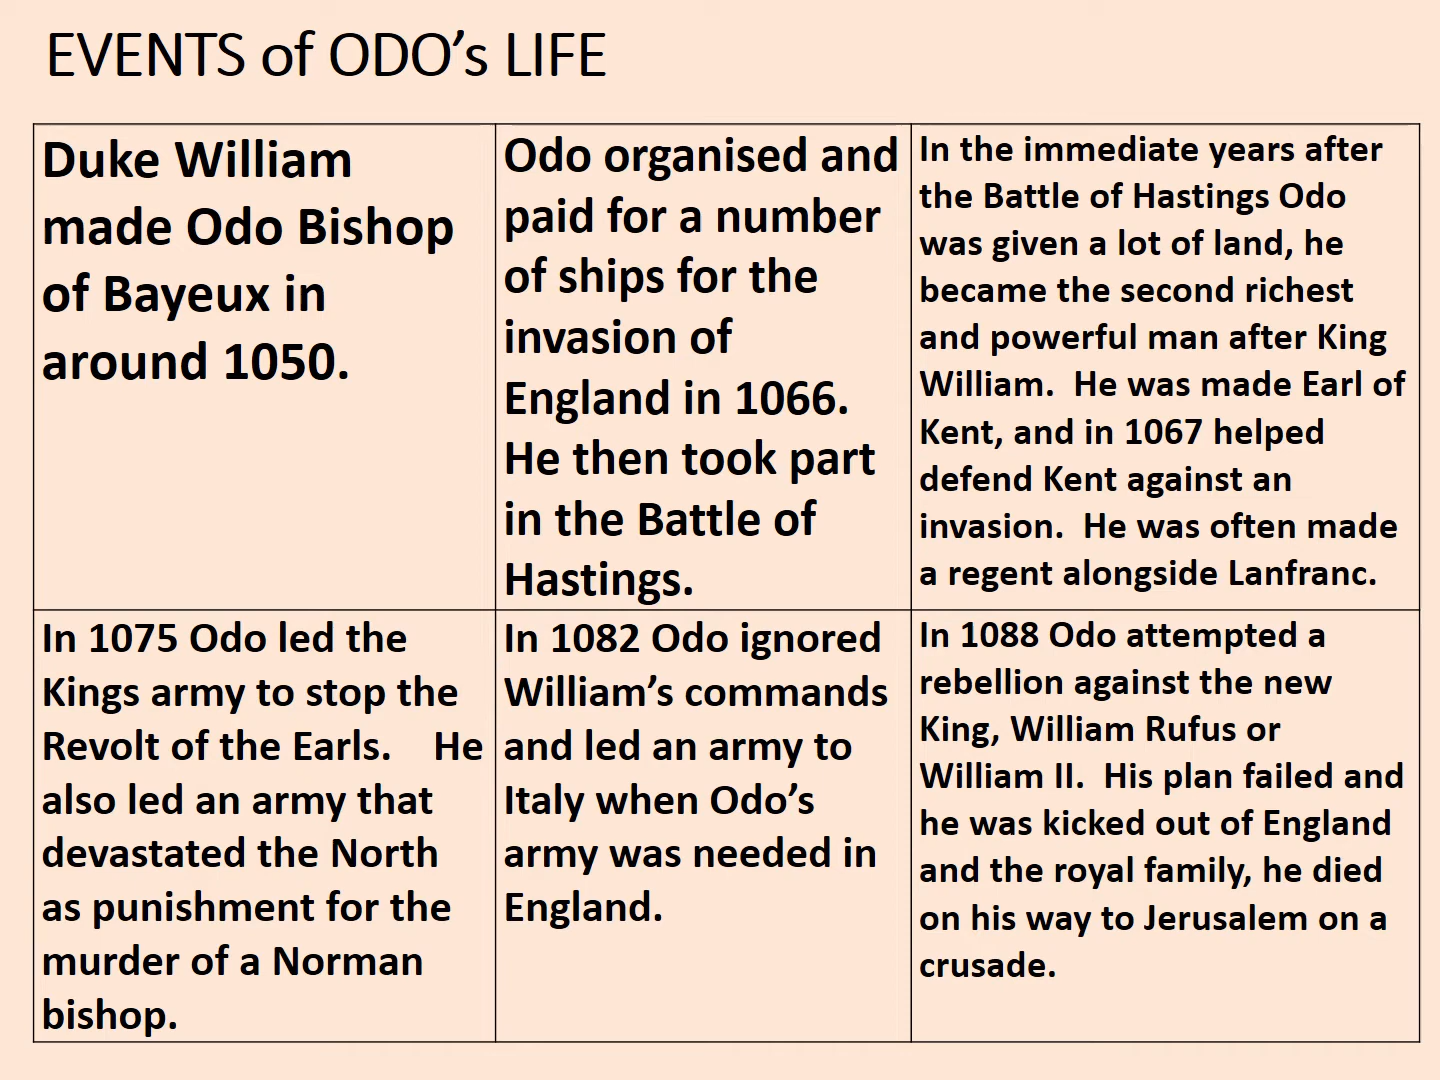 EVENTS of ODO’s LIFE
Duke William
made Odo Bishop
of Bayeux in
around 1050.
Odo organised and
paid for a number
of ships for the
invasion of
England in 1066.
He then took part
in the Battle of
Hastings.
In the immediate years after
the Battle of Hastings Odo
was given a lot of land, he
became the second richest
and powerful man after King
William.  He was made Earl of
Kent, and in 1067 helped
defend Kent against an
invasion.  He was often made
a regent alongside Lanfranc.
In 1075 Odo led the
Kings army to stop the
Revolt of the Earls.    He
also led an army that
devastated the North
as punishment for the
murder of a Norman
bishop.
In 1082 Odo ignored
William’s commands
and led an army to
Italy when Odo’s
army was needed in
England.
In 1088 Odo attempted a
rebellion against the new
King, William Rufus or
William II.  His plan failed and
he was kicked out of England
and the royal family, he died
on his way to Jerusalem on a
crusade.